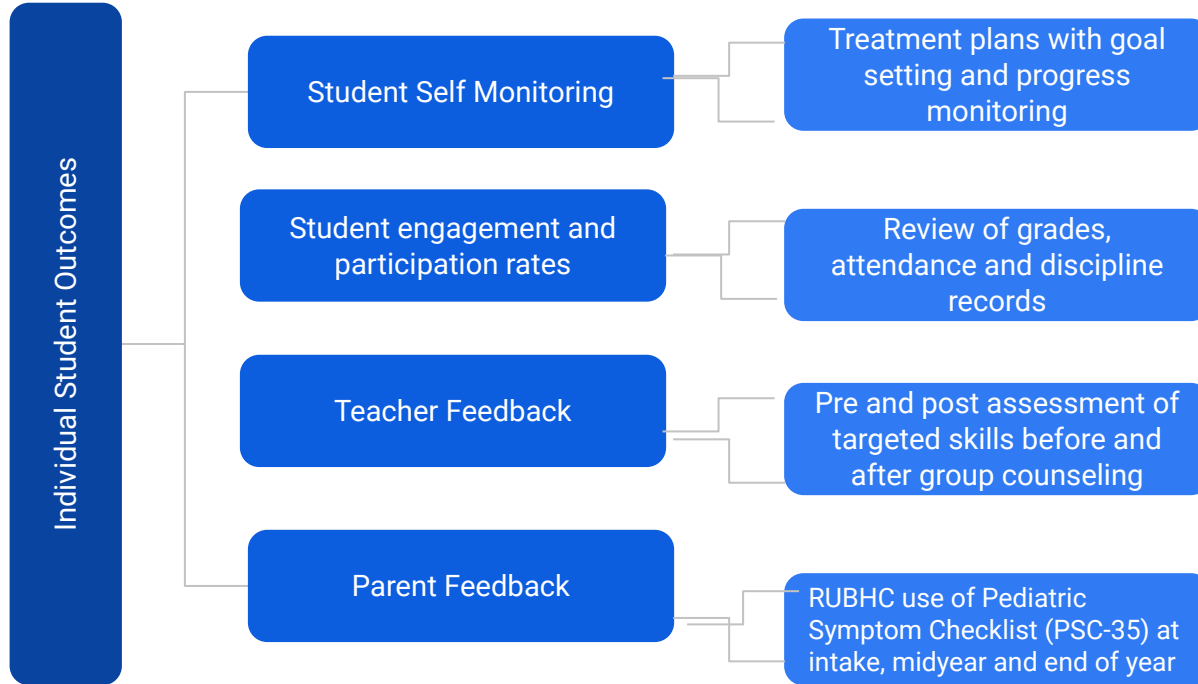 Individual Student Outcomes
Student Self Monitoring
Treatment plans with goal
setting and progress
monitoring
Student engagement and
participation rates
Review of grades,
attendance and discipline
records
Teacher Feedback
Pre and post assessment of
targeted skills before and
after group counseling
Parent Feedback
RUBHC use of Pediatric
Symptom Checklist (PSC-35) at
intake, midyear and end of year